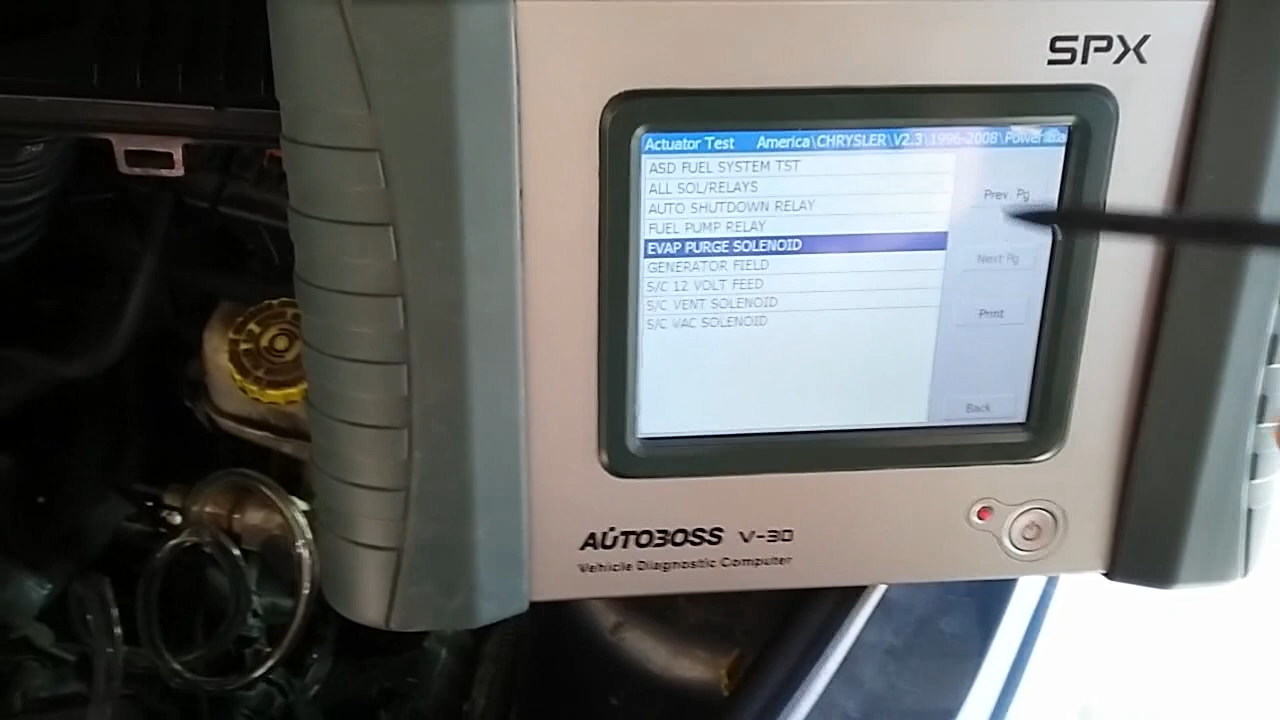 SPX
Actuator Test America\CHRYSLER\V2.3\1996-2008\Powertrai
ASD FUEL SYSTEM TST
ALL SOL/RELAYS
AUTO SHUTDOWN RELAY
FUEL PUMP RELAY
EVAP PURGE SOLENOID
GENERATOR FIELD
S/C 12 VOLT FEED
S/C VENT SOLENOID
S/C VAC SOLENOID
Prev. Pg
Next Pg
Print
Back
AUTOBOSS V-30
Vehicle Diagnostic Computer